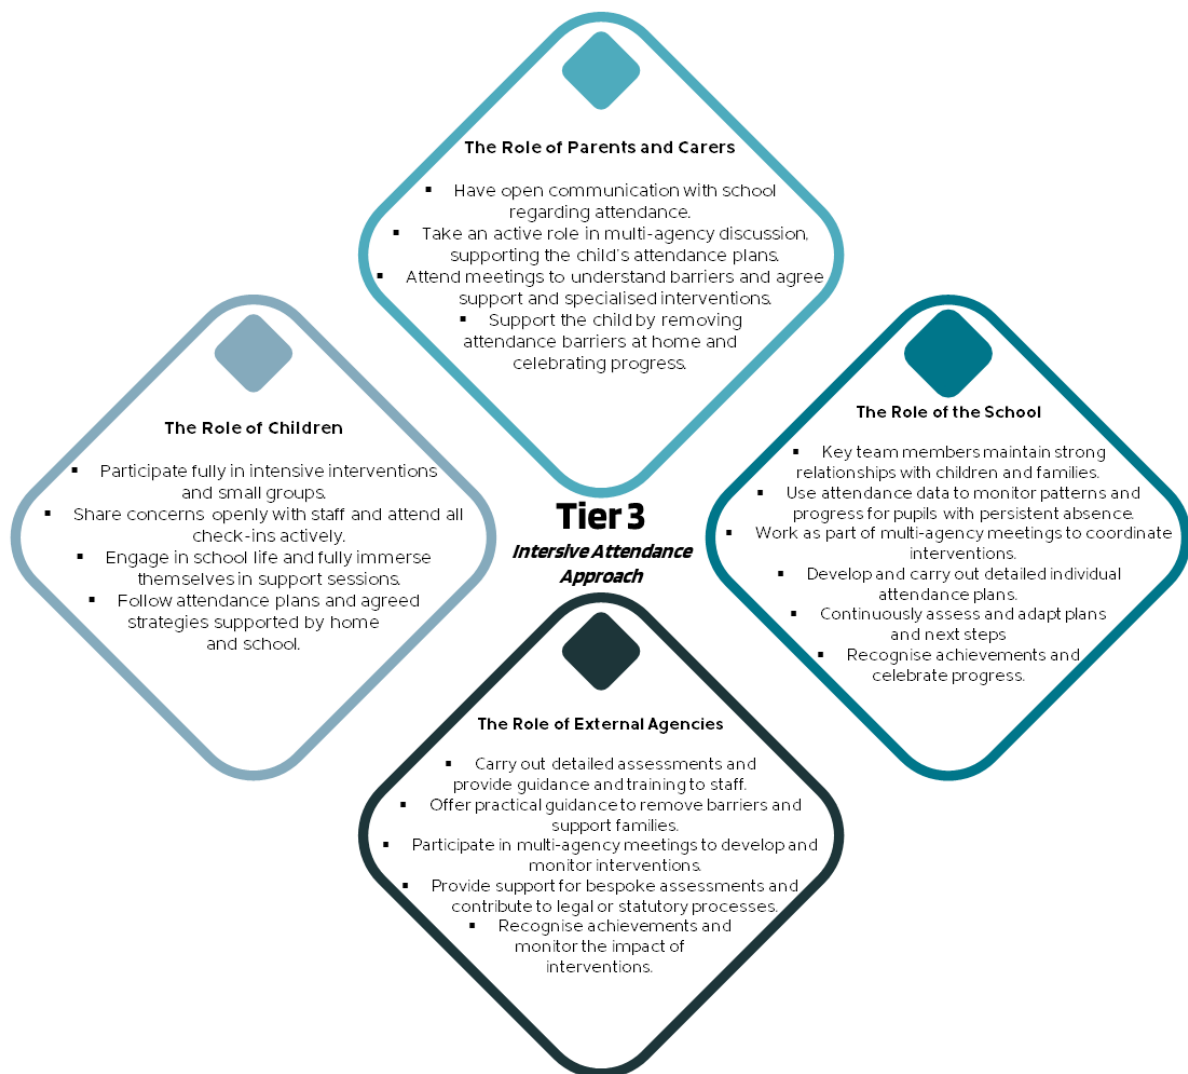 The Role of Parents and Carers
▪ Have open communication with school
regarding attendance.
▪ Take an active role in multi-agency discussion,
supporting the child's attendance plans.
▪ Attend meetings to understand barriers and agree
support and specialised interventions.
▪ Support the child by removing
attendance barriers at home and
celebrating progress.
The Role of Children
▪ Participate fully in intensive interventions
and small groups.
▪ Share concerns openly with staff and attend all
check-ins actively.
▪ Engage in school life and fully immerse
themselves in support sessions.
▪ Follow attendance plans and agreed
strategies supported by home
and school.
Tier 3
Intersive Attendance
Approach
The Role of the School
▪ Key team members maintain strong
relationships with children and families.
▪ Use attendance data to monitor patterns and
progress for pupils with persistent absence.
▪ Work as part of multi-agency meetings to coordinate
interventions.
▪ Develop and carry out detailed individual
attendance plans.
▪ Continuously assess and adapt plans
and next steps
▪ Recognise achievements and
celebrate progress.
The Role of External Agencies
▪ Carry out detailed assessments and
provide guidance and training to staff.
▪ Offer practical guidance to remove barriers and
support families.
▪ Participate in multi-agency meetings to develop and
monitor interventions.
▪ Provide support for bespoke assessments and
contribute to legal or statutory processes.
▪ Recognise achievements and
monitor the impact of
interventions.